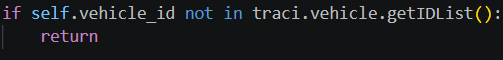 if self.vehicle_id not in traci.vehicle.getIDList():
    return